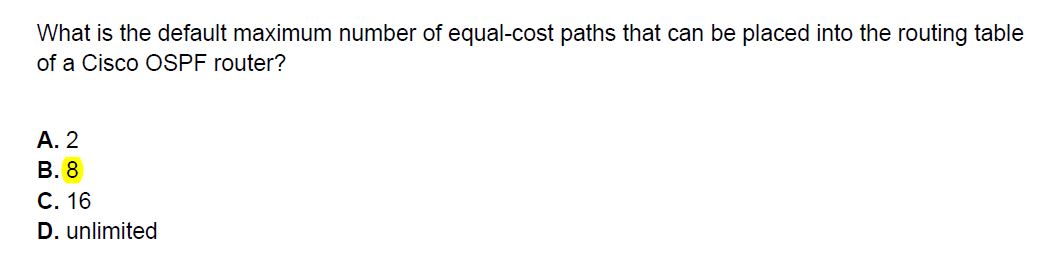 What is the default maximum number of equal-cost paths that can be placed into the routing table
of a Cisco OSPF router?
A. 2
B. 8
C. 16
D. unlimited